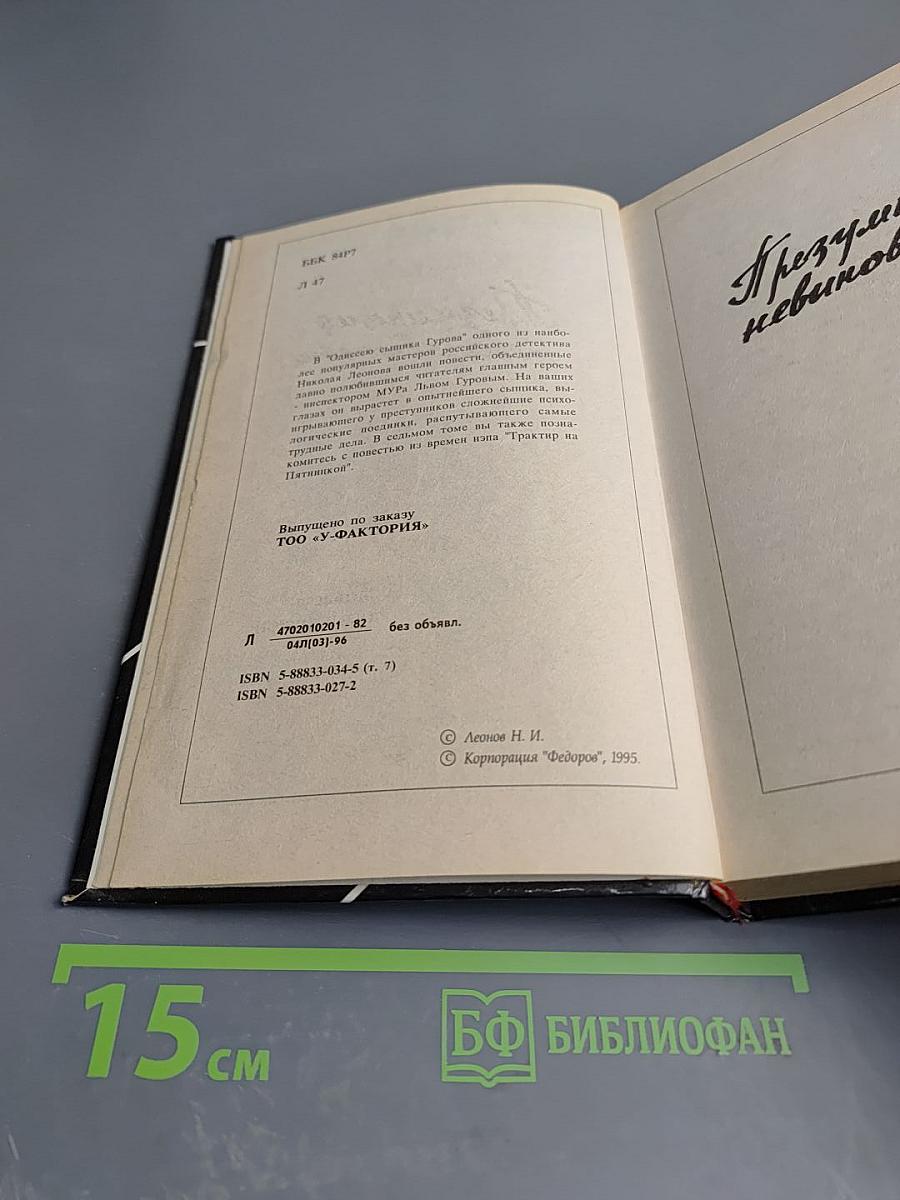 ББК 84Р7
Л 47
В "Одиссею сыщика Гурова" одного из наибо-
лее популярных мастеров российского детектива
Николая Леонова вошли повести, объединенные
давно полюбившимся читателям главным героем
- инспектором МУРа Львом Гуровым. На ваших
глазах он вырастет в опытнейшего сыщика, вы-
игрывающего у преступников сложнейшие психо-
логические поединки, распутывающего самые
трудные дела. В седьмом томе вы также позна-
комитесь с повестью из времен нэпа "Трактир на
Пятницкой".
Выпущено по заказу
ТОО «У-ФАКТОРИЯ»
Л 4702010201 - 82 без объявл.
04Л(03)-96
ISBN 5-88833-034-5 (т. 7)
ISBN 5-88833-027-2
© Леонов Н. И.
© Корпорация "Федоров", 1995.
Презум
невинов
15 см
БФ БИБЛИОФАН